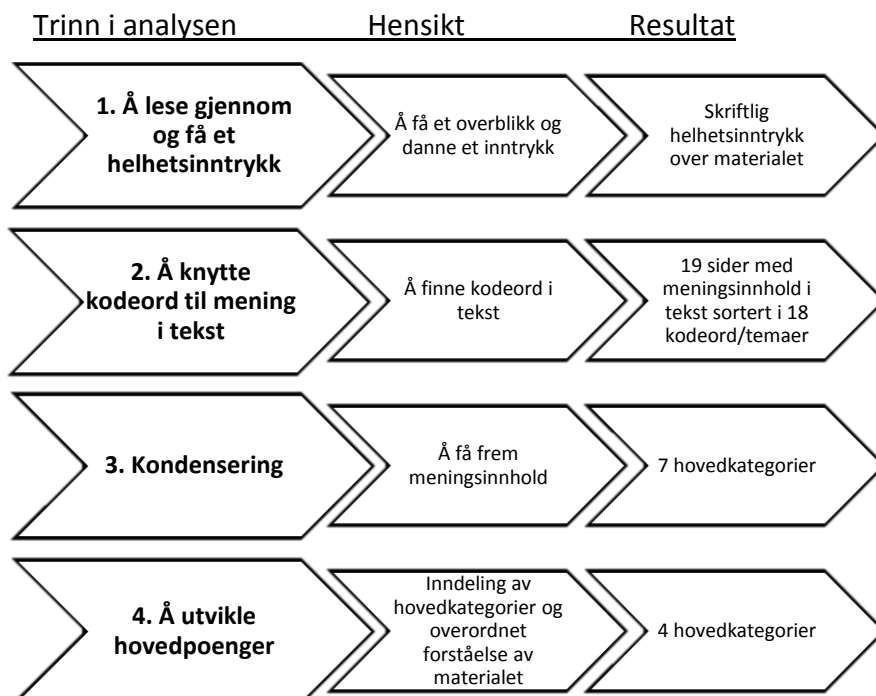 Trinn i analysen Hensikt Resultat
1. Å lese gjennom
og få et
helhetsinntrykk
Å få et overblikk og
danne et inntrykk
Skriftlig
helhetsinntrykk
over materialet
2. Å knytte
kodeord til mening
i tekst
Å finne kodeord i
tekst
19 sider med
meningsinnhold i
tekst sortert i 18
kodeord/temaer
3. Kondensering
Å få frem
meningsinnhold
7 hovedkategorier
4. Å utvikle
hovedpoenger
Inndeling av
hovedkategorier og
overordnet
forståelse av
materialet
4 hovedkategorier